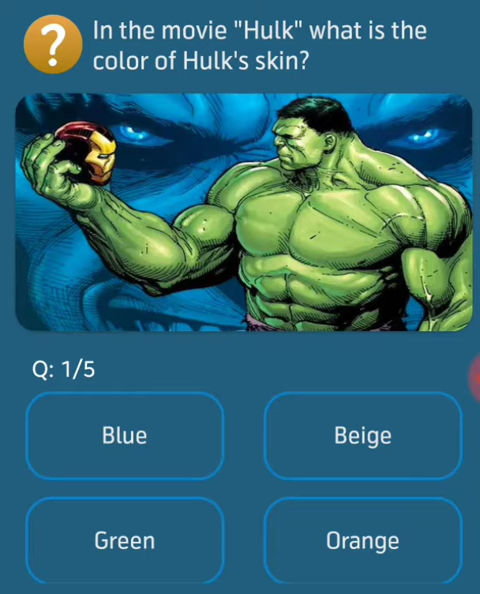 ?
In the movie "Hulk" what is the
color of Hulk's skin?
Q: 1/5
Blue
Beige
Green
Orange